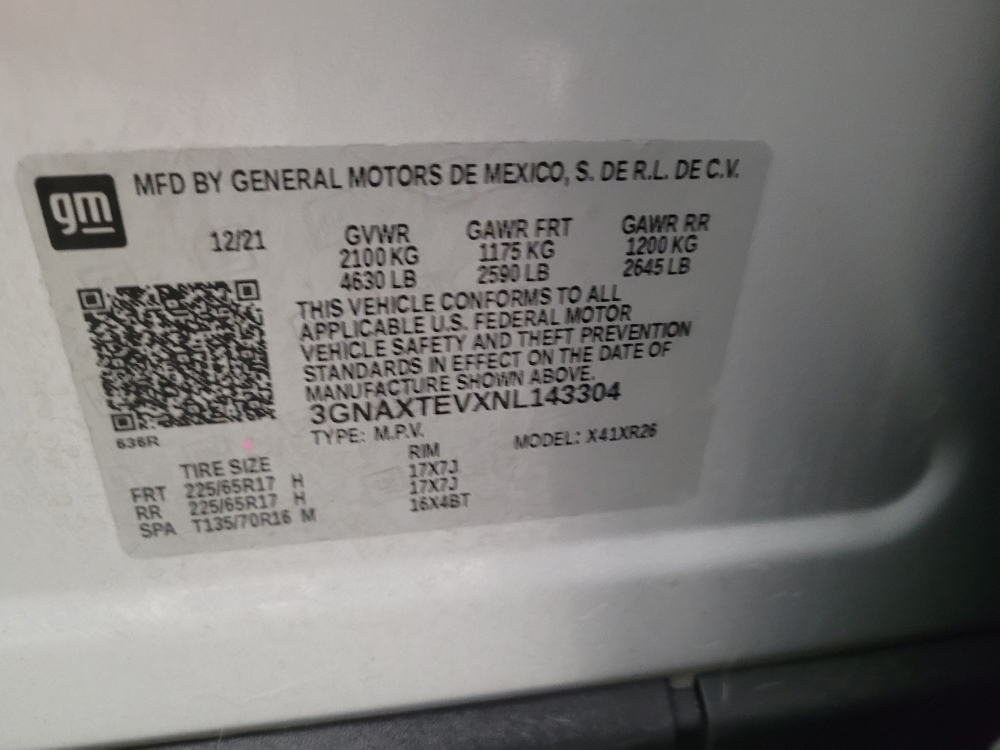 gm
MFD BY GENERAL MOTORS DE MEXICO, S. DE R.L. DE C.V.
12/21 GVWR GAWR FRT GAWR RR
2100 KG 1175 KG 1200 KG
4630 LB 2590 LB 2645 LB
THIS VEHICLE CONFORMS TO ALL
APPLICABLE U.S. FEDERAL MOTOR
VEHICLE SAFETY AND THEFT PREVENTION
STANDARDS IN EFFECT ON THE DATE OF
MANUFACTURE SHOWN ABOVE.
3GNAXTEVXNL143304
636R
TYPE: M.P.V. MODEL: X41XR26
TIRE SIZE RIM
FRT 225/65R17 H 17X7J
RR 225/65R17 H 17X7J
SPA T135/70R16 M 16X4BT